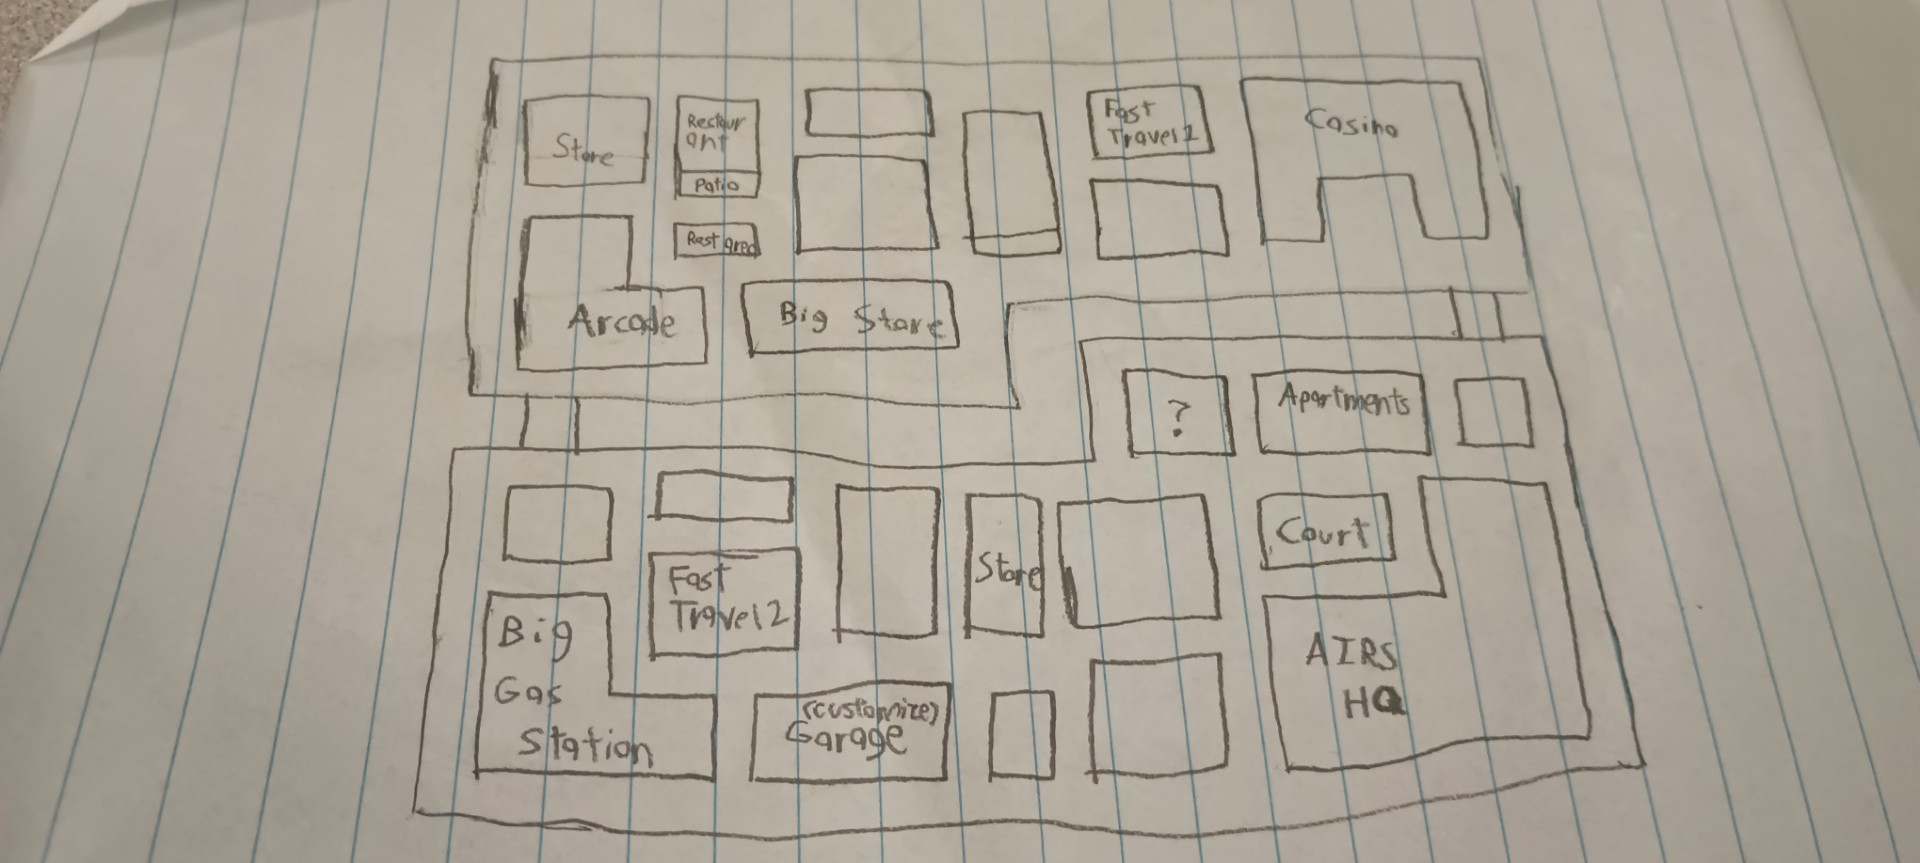 Store
Restaur
ant
Patio
Rest area
Fast
Travel 1
Casino
Arcade
Big Store
?
Apartments
Court
Store
Fast
Travel 2
Big
Gas
Station
(customize)
Garage
AIRS
HQ